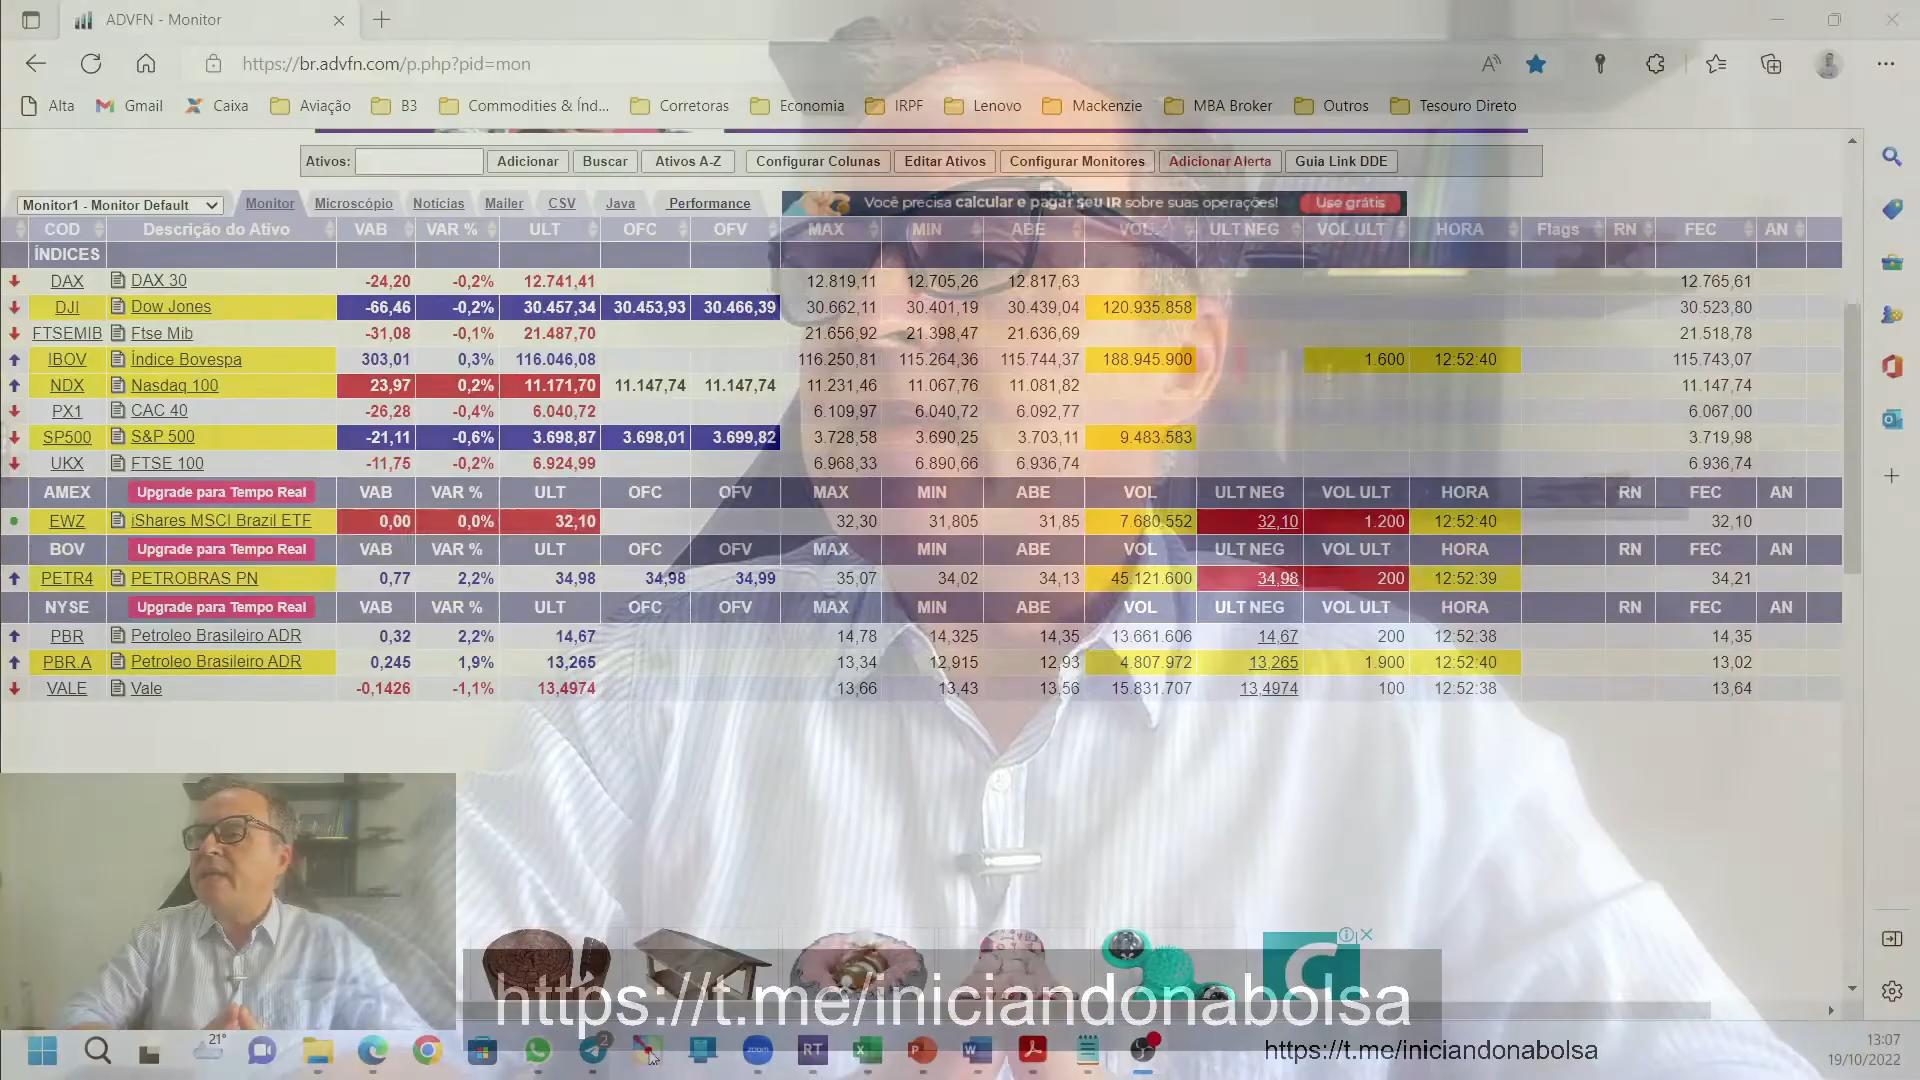 ADVFN - Monitor
https://br.advfn.com/p.php?pid=mon
Alta Gmail Caixa Aviação B3 Commodities & Índ... Corretoras Economia IRPF Lenovo Mackenzie MBA Broker Outros Tesouro Direto
Ativos: Adicionar Buscar Ativos A-Z Configurar Colunas Editar Ativos Configurar Monitores Adicionar Alerta Guia Link DDE
Monitor1 - Monitor Default Monitor Microscópio Notícias Mailer CSV Java Performance Você precisa calcular e pagar seu IR sobre suas operações! Use grátis
COD Descrição do Ativo VAB VAR % ULT OFC OFV MAX MIN ABE VOL ULT NEG VOL ULT HORA Flags RN FEC AN
ÍNDICES
DAX DAX 30 -24,20 -0,2% 12.741,41 12.819,11 12.705,26 12.817,63 12.765,61
DJI Dow Jones -66,46 -0,2% 30.457,34 30.453,93 30.466,39 30.662,11 30.401,19 30.439,04 120.935.858 30.523,80
FTSEMIB Ftse Mib -31,08 -0,1% 21.487,70 21.656,92 21.398,47 21.636,69 21.518,78
IBOV Índice Bovespa 303,01 0,3% 116.046,08 116.250,81 115.264,36 115.744,37 188.945.900 1.600 12:52:40 115.743,07
NDX Nasdaq 100 23,97 0,2% 11.171,70 11.147,74 11.147,74 11.231,46 11.067,76 11.081,82 11.147,74
PX1 CAC 40 -26,28 -0,4% 6.040,72 6.109,97 6.040,72 6.092,77 6.067,00
SP500 S&P 500 -21,11 -0,6% 3.698,87 3.698,01 3.699,82 3.728,58 3.690,25 3.703,11 9.483.583 3.719,98
UKX FTSE 100 -11,75 -0,2% 6.924,99 6.968,33 6.890,66 6.936,74 6.936,74
AMEX Upgrade para Tempo Real VAB VAR % ULT OFC OFV MAX MIN ABE VOL ULT NEG VOL ULT HORA RN FEC AN
EWZ iShares MSCI Brazil ETF 0,00 0,0% 32,10 32,30 31,805 31,85 7.680.552 32,10 1.200 12:52:40 32,10
BOV Upgrade para Tempo Real VAB VAR % ULT OFC OFV MAX MIN ABE VOL ULT NEG VOL ULT HORA RN FEC AN
PETR4 PETROBRAS PN 0,77 2,2% 34,98 34,98 34,99 35,07 34,02 34,13 45.121.600 34,98 200 12:52:39 34,21
NYSE Upgrade para Tempo Real VAB VAR % ULT OFC OFV MAX MIN ABE VOL ULT NEG VOL ULT HORA RN FEC AN
PBR Petroleo Brasileiro ADR 0,32 2,2% 14,67 14,78 14,325 14,35 13.661.606 14,67 200 12:52:38 14,35
PBR.A Petroleo Brasileiro ADR 0,245 1,9% 13,265 13,34 12,915 12,93 4.807.972 13,265 1.900 12:52:40 13,02
VALE Vale -0,1426 -1,1% 13,4974 13,66 13,43 13,56 15.831.707 13,4974 100 12:52:38 13,64
https://t.me/iniciandonabolsa
21° 2 zoom RT https://t.me/iniciandonabolsa 13:07
19/10/2022